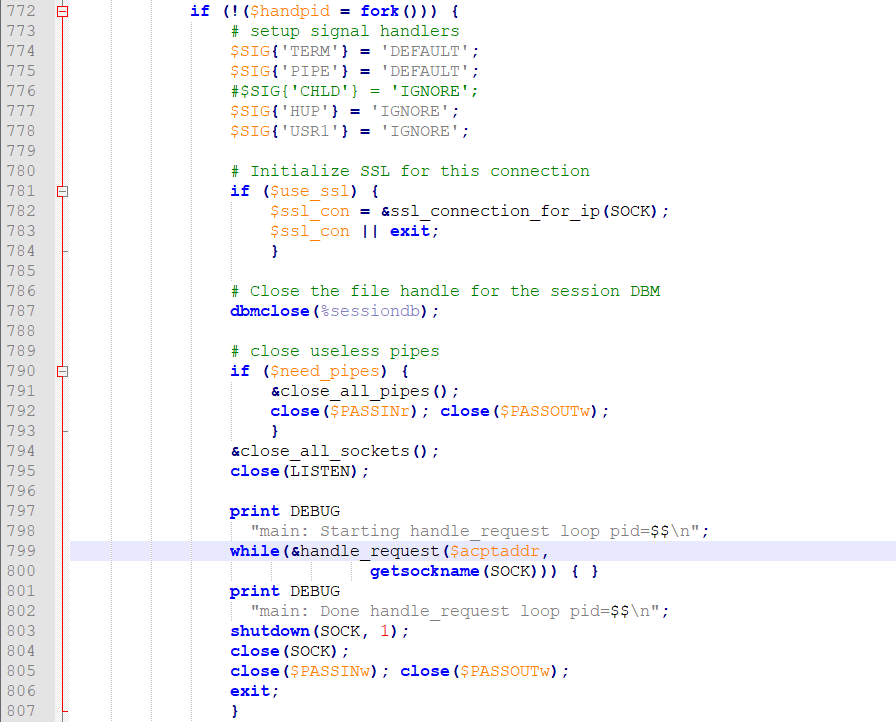 772 if (!($handpid = fork())) {
773 # setup signal handlers
774 $SIG{'TERM'} = 'DEFAULT';
775 $SIG{'PIPE'} = 'DEFAULT';
776 #$SIG{'CHLD'} = 'IGNORE';
777 $SIG{'HUP'} = 'IGNORE';
778 $SIG{'USR1'} = 'IGNORE';
779
780 # Initialize SSL for this connection
781 if ($use_ssl) {
782 $ssl_con = &ssl_connection_for_ip(SOCK);
783 $ssl_con || exit;
784 }
785
786 # Close the file handle for the session DBM
787 dbmclose(%sessiondb);
788
789 # close useless pipes
790 if ($need_pipes) {
791 &close_all_pipes();
792 close($PASSINr); close($PASSOUTw);
793 }
794 &close_all_sockets();
795 close(LISTEN);
796
797 print DEBUG
798 "main: Starting handle_request loop pid=$$\n";
799 while(&handle_request($acptaddr,
800 getsockname(SOCK))) { }
801 print DEBUG
802 "main: Done handle_request loop pid=$$\n";
803 shutdown(SOCK, 1);
804 close(SOCK);
805 close($PASSINw); close($PASSOUTw);
806 exit;
807 }